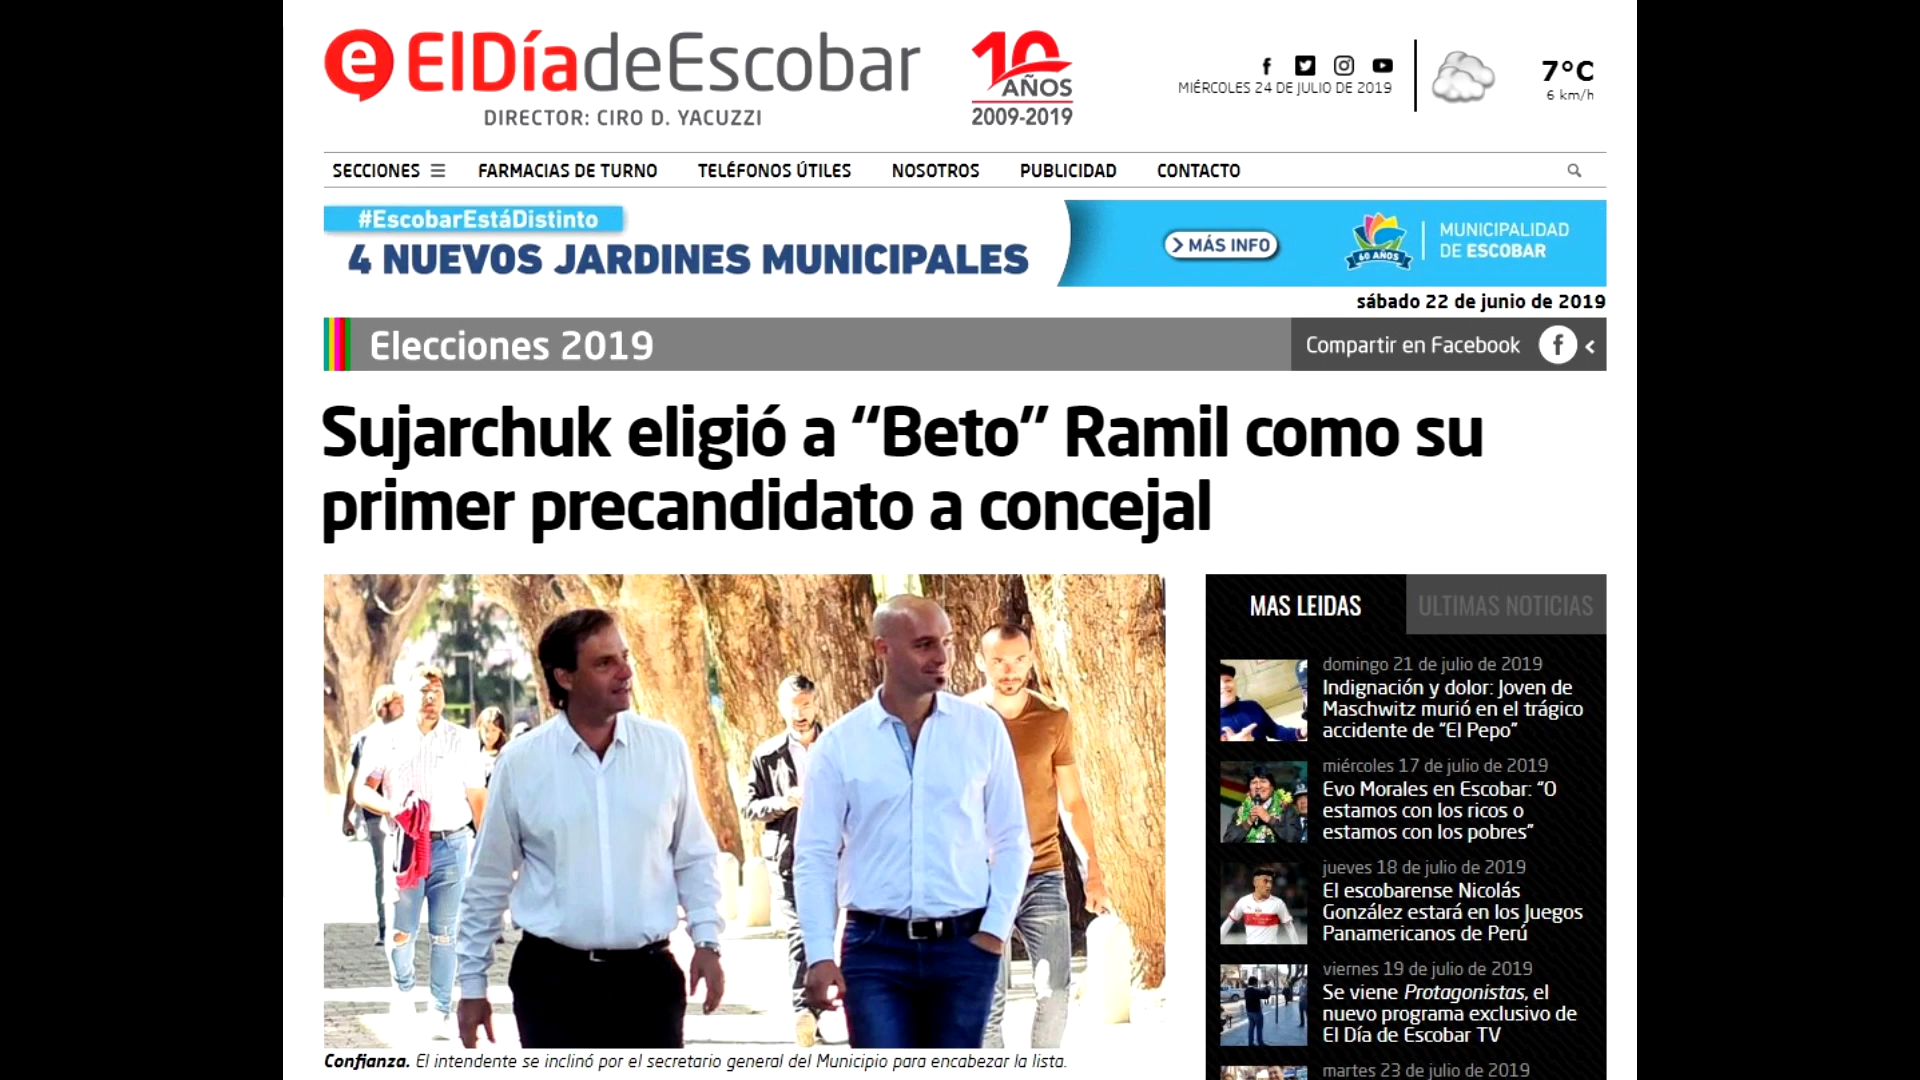 e ElDíadeEscobar
DIRECTOR: CIRO D. YACUZZI
10
AÑOS
2009-2019
MIÉRCOLES 24 DE JULIO DE 2019
7°C
6 km/h
SECCIONES FARMACIAS DE TURNO TELÉFONOS ÚTILES NOSOTROS PUBLICIDAD CONTACTO
#EscobarEstáDistinto
4 NUEVOS JARDINES MUNICIPALES
> MÁS INFO
60 AÑOS
MUNICIPALIDAD
DE ESCOBAR
sábado 22 de junio de 2019
Elecciones 2019
Compartir en Facebook
Sujarchuk eligió a “Beto” Ramil como su
primer precandidato a concejal
Confianza. El intendente se inclinó por el secretario general del Municipio para encabezar la lista.
MAS LEIDAS
ULTIMAS NOTICIAS
domingo 21 de julio de 2019
Indignación y dolor: Joven de
Maschwitz murió en el trágico
accidente de “El Pepo”
miércoles 17 de julio de 2019
Evo Morales en Escobar: “O
estamos con los ricos o
estamos con los pobres”
jueves 18 de julio de 2019
El escobarense Nicolás
González estará en los Juegos
Panamericanos de Perú
viernes 19 de julio de 2019
Se viene Protagonistas, el
nuevo programa exclusivo de
El Día de Escobar TV
martes 23 de julio de 2019